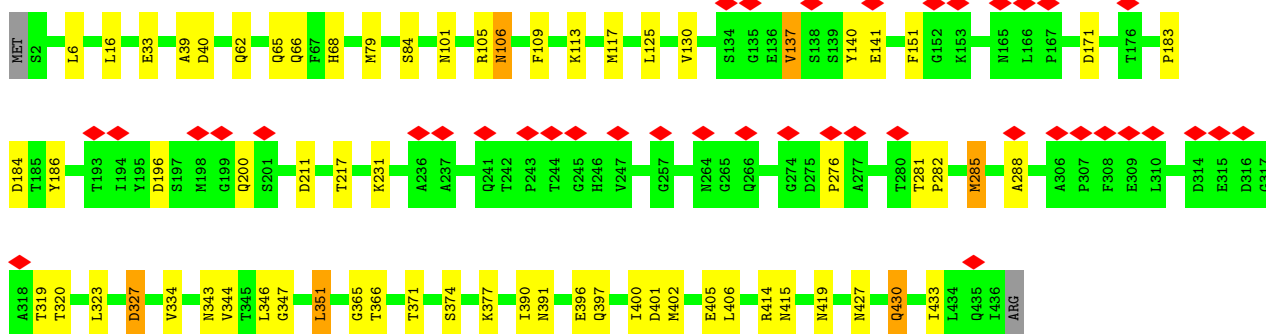 MET S2 L6 L16 E33 A39 D40 Q62 Q65 Q66 F67 H68 M79 S84 N101 R105 N106 F109 K113 M117 L125 V130 S134 G135 E136 V137 S138 S139 Y140 E141 F151 G152 K153 N165 L166 P167 D171 T176 P183
D184 T185 Y186 T193 I194 Y195 D196 S197 M198 G199 Q200 S201 D211 T217 K231 A236 A237 Q241 T242 P243 T244 G245 H246 V247 G257 N264 G265 Q266 G274 D275 P276 A277 T280 T281 P282 M285 A288 A306 P307 F308 E309 L310 D314 E315 D316 G317
A318 T319 T320 L323 D327 V334 N343 V344 T345 L346 G347 L351 G365 T366 T371 S374 K377 I390 N391 E396 Q397 I400 D401 M402 E405 L406 R414 N415 N419 N427 Q430 I433 L434 Q435 I436 ARG